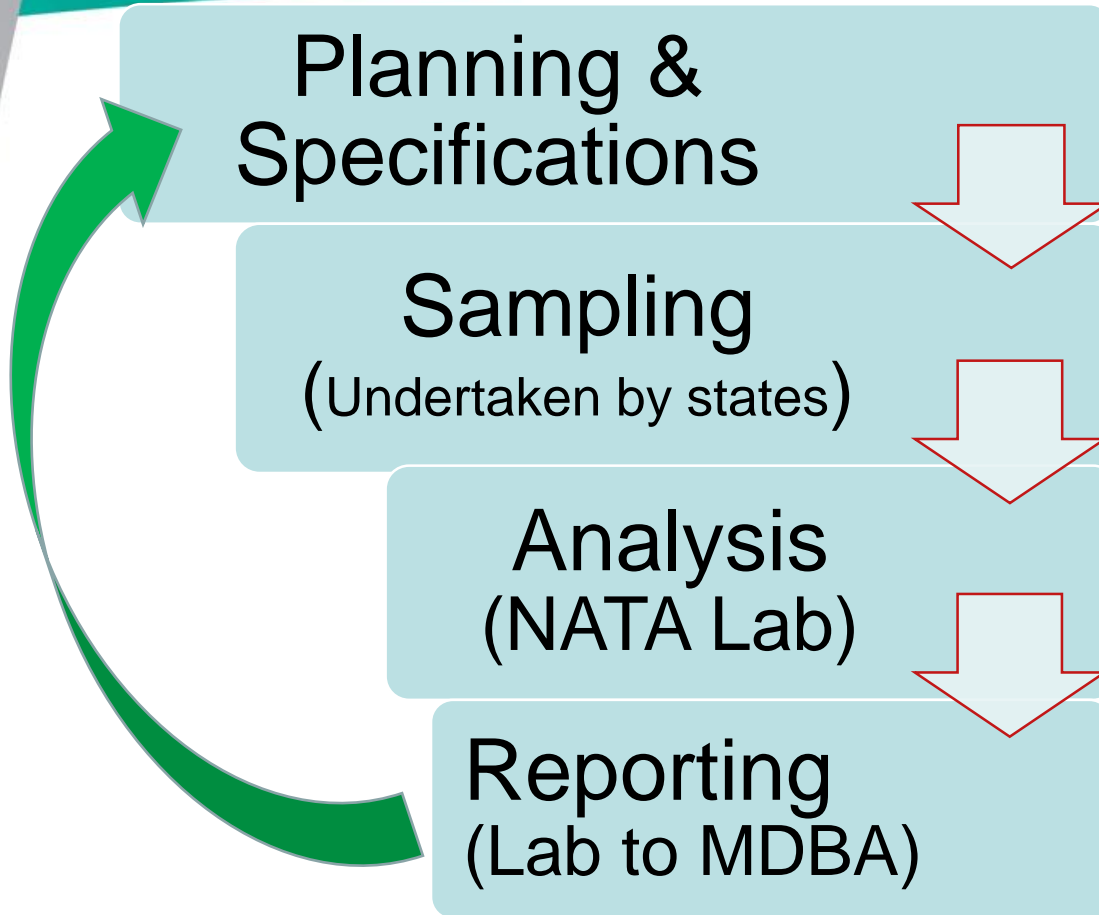 Planning &
Specifications
Sampling
(Undertaken by states)
Analysis
(NATA Lab)
Reporting
(Lab to MDBA)